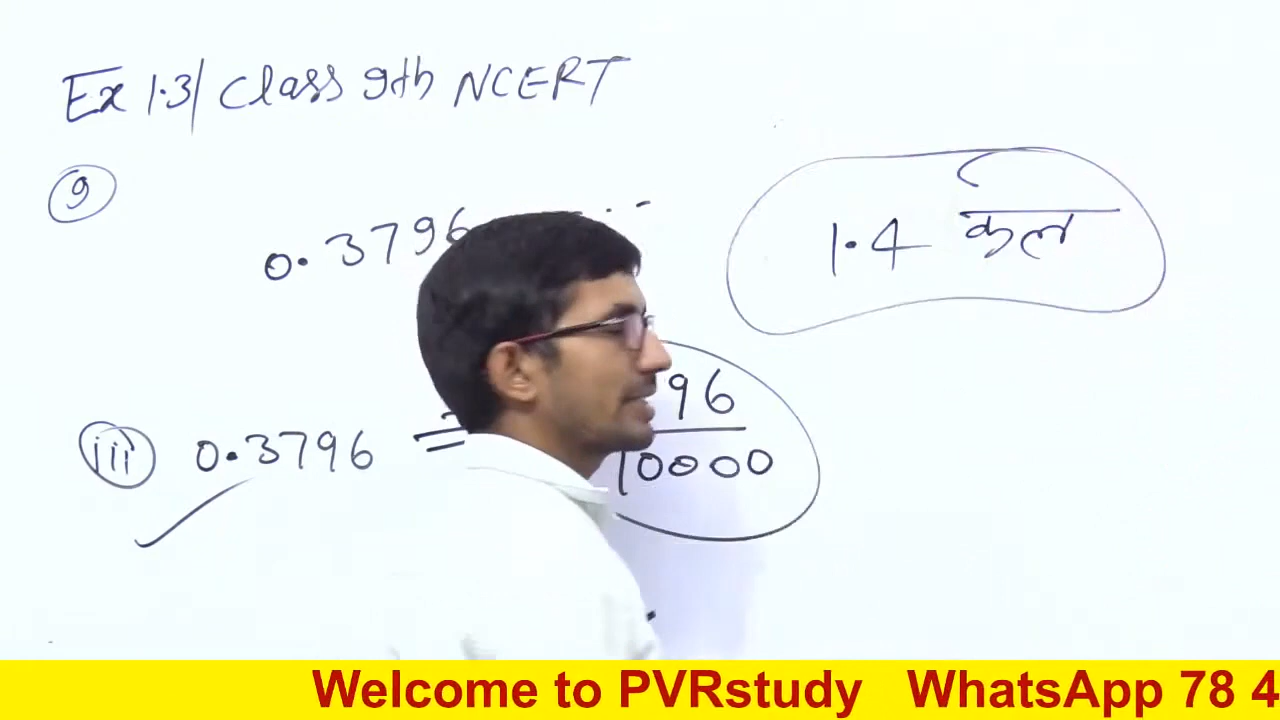 Ex 1.3| Class 9th NCERT
9
0.3796 ...
1.4 कल
iii 0.3796 = 96
10000
Welcome to PVRstudy WhatsApp 78 4